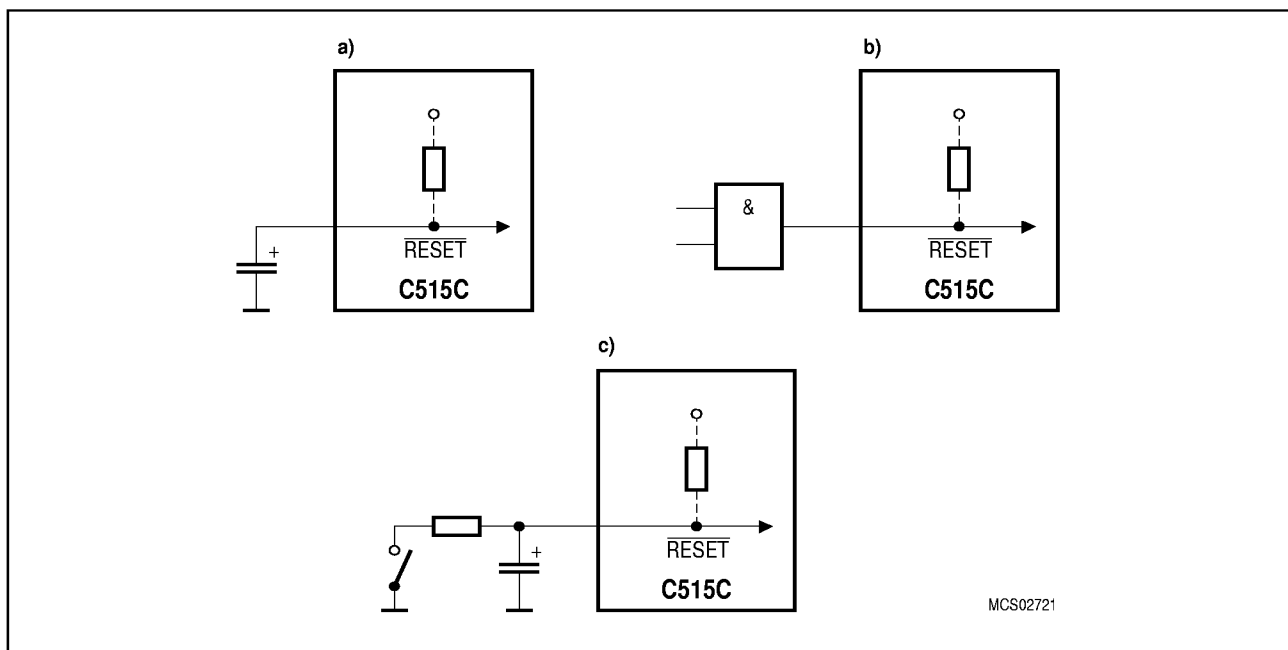 a)
+
RESET
C515C
b)
&
RESET
C515C
c)
+
RESET
C515C
MCS02721